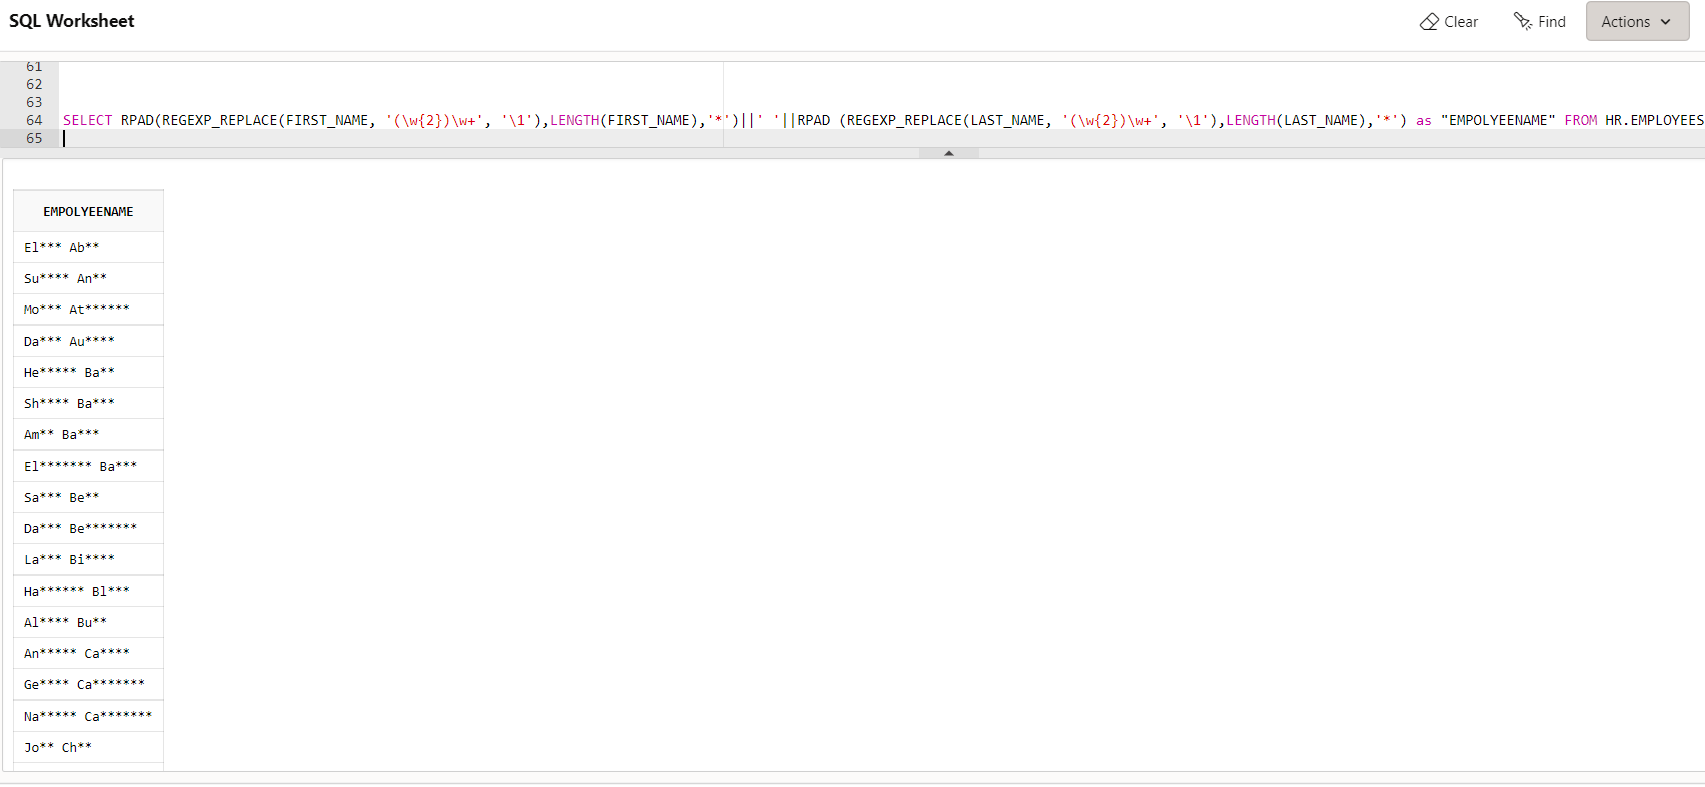 SQL Worksheet
Clear Find Actions
61
62
63
64 SELECT RPAD(REGEXP_REPLACE(FIRST_NAME, '(\w{2})\w+', '\1'),LENGTH(FIRST_NAME),'*')||' '||RPAD (REGEXP_REPLACE(LAST_NAME, '(\w{2})\w+', '\1'),LENGTH(LAST_NAME),'*') as "EMPOLYEENAME" FROM HR.EMPLOYEES
65
EMPOLYEENAME
El*** Ab**
Su**** An**
Mo*** At******
Da*** Au****
He***** Ba**
Sh**** Ba***
Am** Ba***
El******* Ba***
Sa*** Be**
Da*** Be*******
La*** Bi****
Ha****** Bl***
Al**** Bu**
An***** Ca****
Ge**** Ca*******
Na***** Ca*******
Jo** Ch**